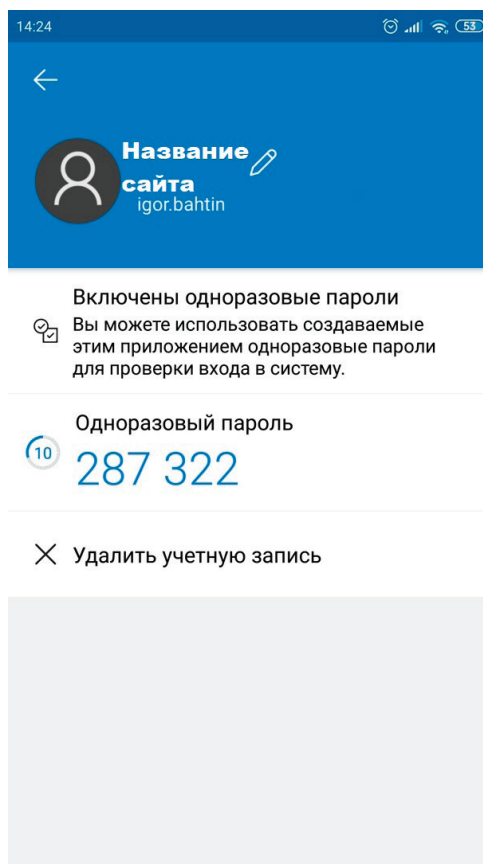 14:24
53
Название
сайта
igor.bahtin
Включены одноразовые пароли
Вы можете использовать создаваемые
этим приложением одноразовые пароли
для проверки входа в систему.
Одноразовый пароль
10
287 322
Удалить учетную запись